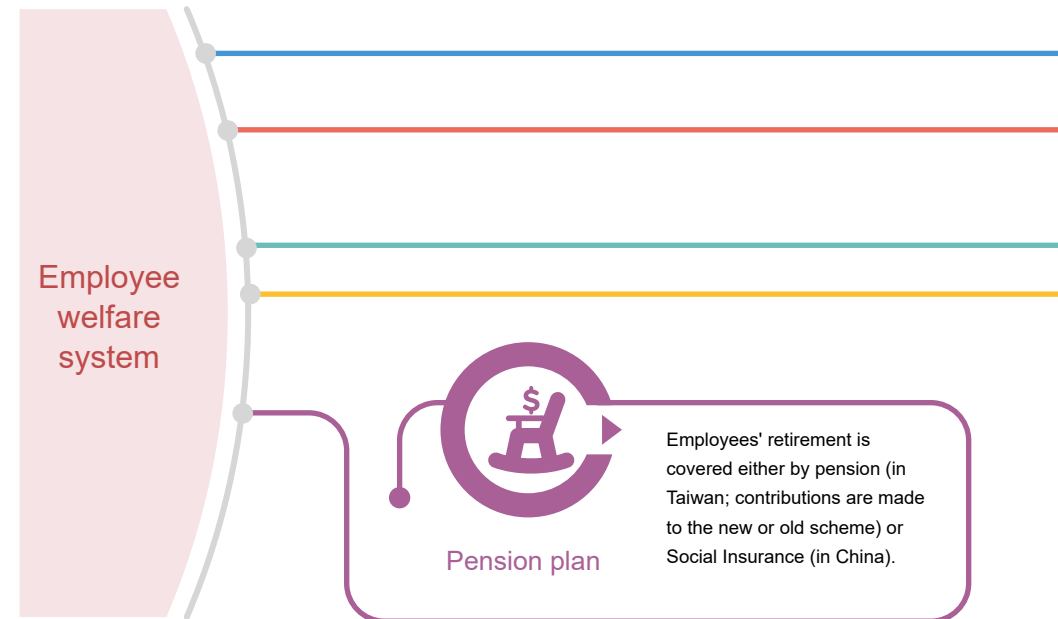 Employee
welfare
system
$
Pension plan
Employees' retirement is
covered either by pension (in
Taiwan; contributions are made
to the new or old scheme) or
Social Insurance (in China).